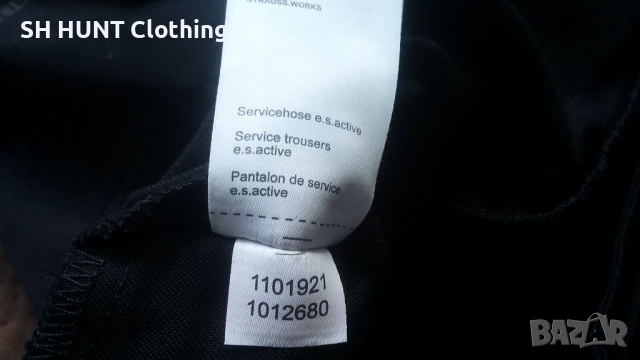 SH HUNT Clothing
STRAUSS.WORKS
Servicehose e.s.active
Service trousers
e.s.active
Pantalon de service
e.s.active
1101921
1012680
BAZAR